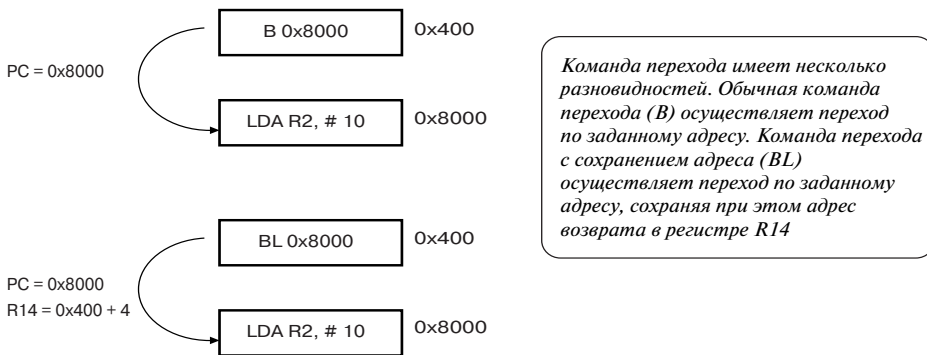 B 0x8000
0x400
PC = 0x8000
LDA R2, # 10
0x8000
BL 0x8000
0x400
PC = 0x8000
R14 = 0x400 + 4
LDA R2, # 10
0x8000
Команда перехода имеет несколько
разновидностей. Обычная команда
перехода (B) осуществляет переход
по заданному адресу. Команда перехода
с сохранением адреса (BL)
осуществляет переход по заданному
адресу, сохраняя при этом адрес
возврата в регистре R14